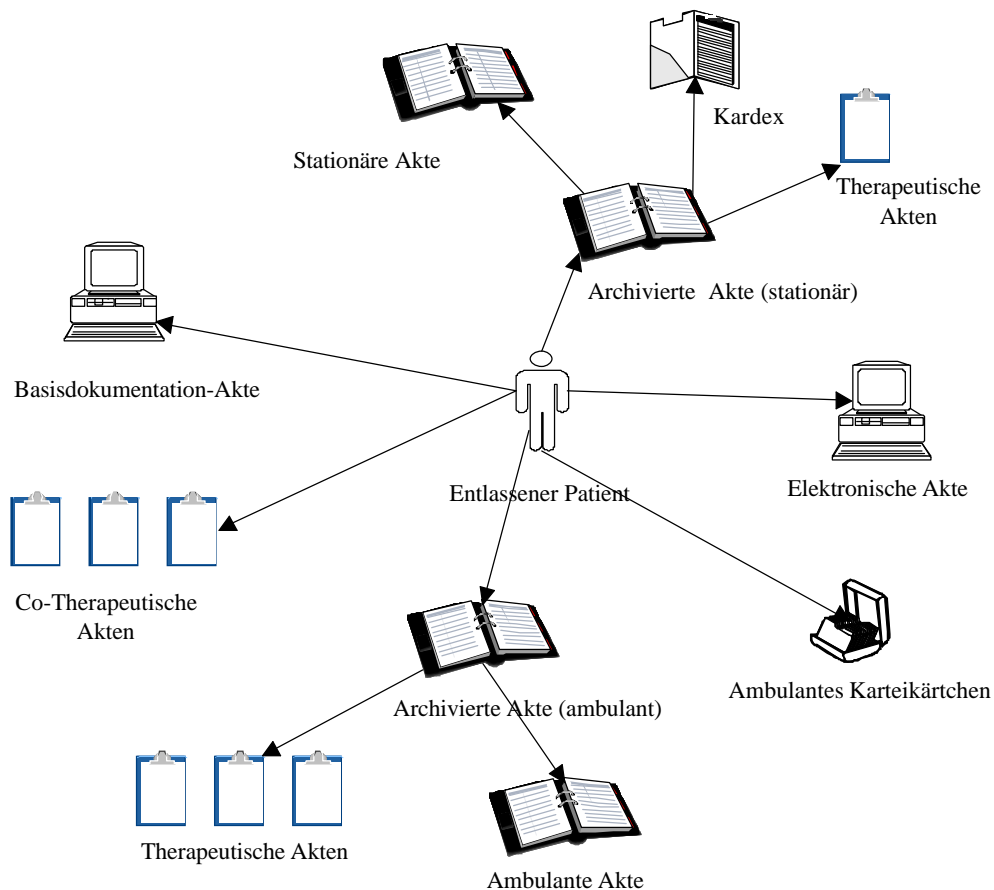 Kardex
Stationäre Akte
Therapeutische
Akten
Archivierte Akte (stationär)
Basisdokumentation-Akte
Entlassener Patient
Elektronische Akte
Co-Therapeutische
Akten
Ambulantes Karteikärtchen
Archivierte Akte (ambulant)
Therapeutische Akten
Ambulante Akte